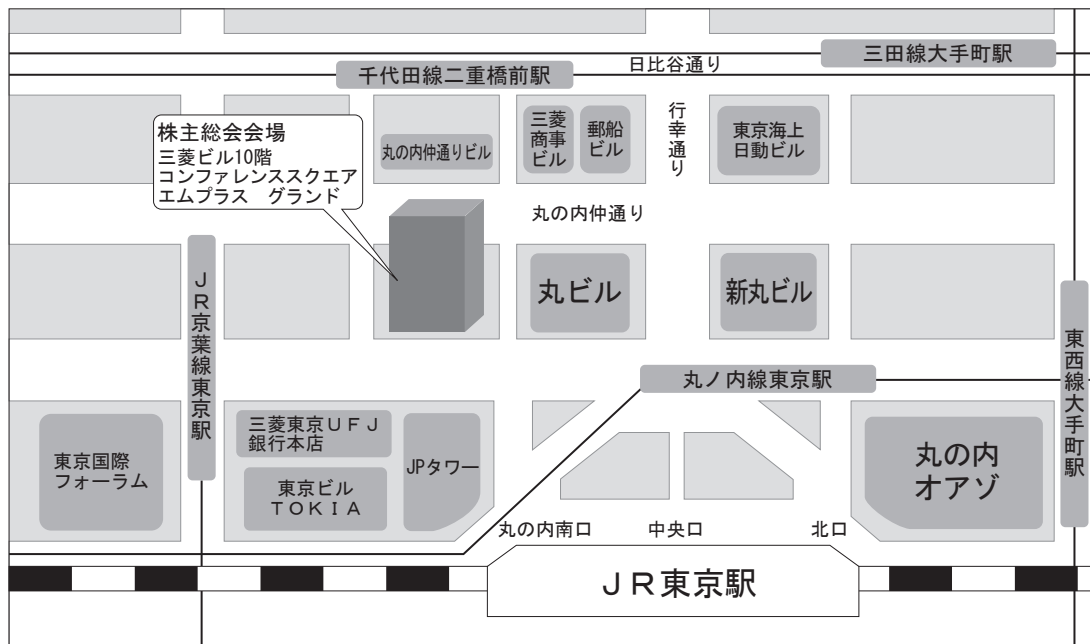 三田線大手町駅
日比谷通り
千代田線二重橋前駅
株主総会会場
三菱ビル10階
コンファレンススクエア
エムプラス　グランド
丸の内仲通りビル
三菱
商事
ビル
郵船
ビル
行幸通り
東京海上
日動ビル
丸の内仲通り
JR京葉線東京駅
丸ビル
新丸ビル
東西線大手町駅
丸ノ内線東京駅
東京国際
フォーラム
三菱東京ＵＦＪ
銀行本店
東京ビル
ＴＯＫＩＡ
JPタワー
丸の内
オアゾ
丸の内南口
中央口
北口
ＪＲ東京駅